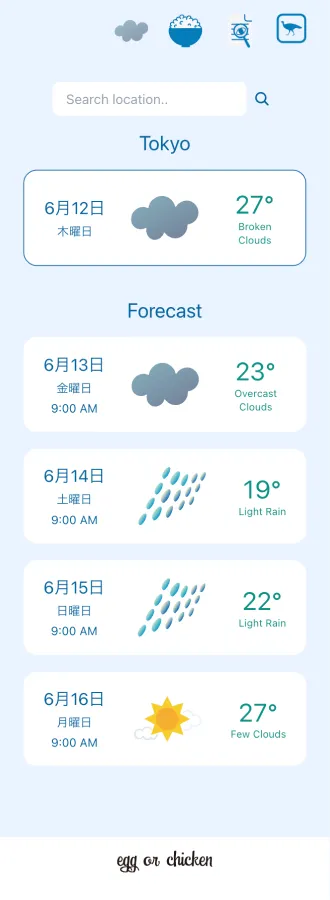 Search location..
Tokyo
6月12日
木曜日
27°
Broken
Clouds
Forecast
6月13日
金曜日
9:00 AM
23°
Overcast
Clouds
6月14日
土曜日
9:00 AM
19°
Light Rain
6月15日
日曜日
9:00 AM
22°
Light Rain
6月16日
月曜日
9:00 AM
27°
Few Clouds
egg or chicken